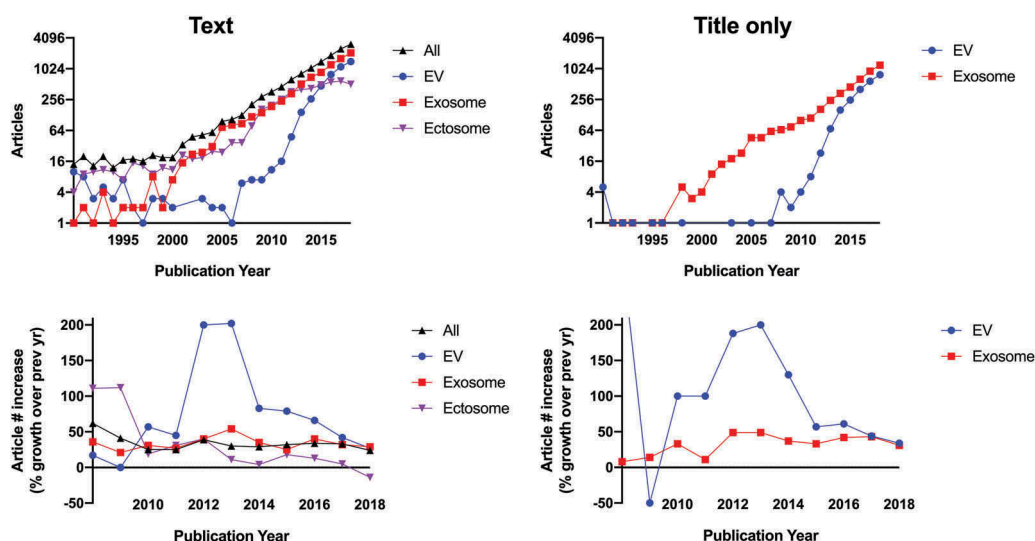 Text
4096
1024
256
64
16
4
1
Articles
1995 2000 2005 2010 2015
Publication Year
All
EV
Exosome
Ectosome
Title only
4096
1024
256
64
16
4
1
Articles
1995 2000 2005 2010 2015
Publication Year
EV
Exosome
200
150
100
50
0
-50
Article # increase
(% growth over prev yr)
2010 2012 2014 2016 2018
Publication Year
All
EV
Exosome
Ectosome
200
150
100
50
0
-50
Article # increase
(% growth over prev yr)
2010 2012 2014 2016 2018
Publication Year
EV
Exosome